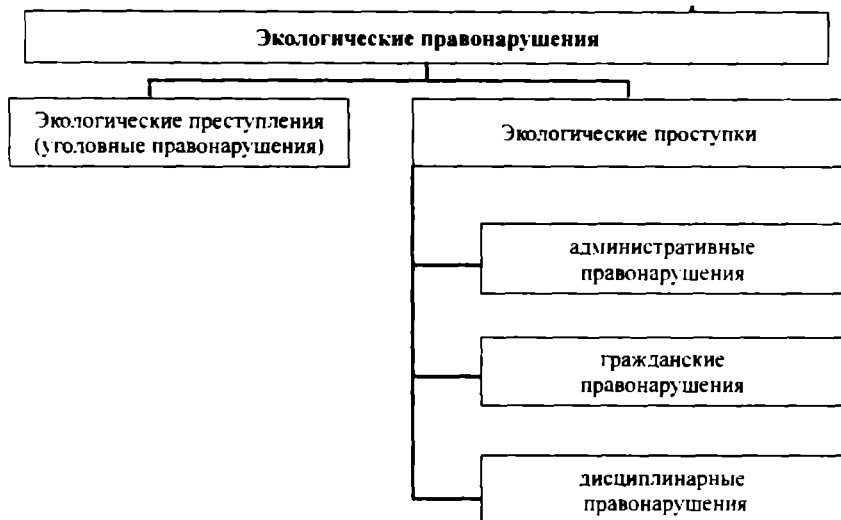 Экологические правонарушения
Экологические преступления
(уголовные правонарушения)
Экологические проступки
административные
правонарушения
гражданские
правонарушения
дисциплинарные
правонарушения